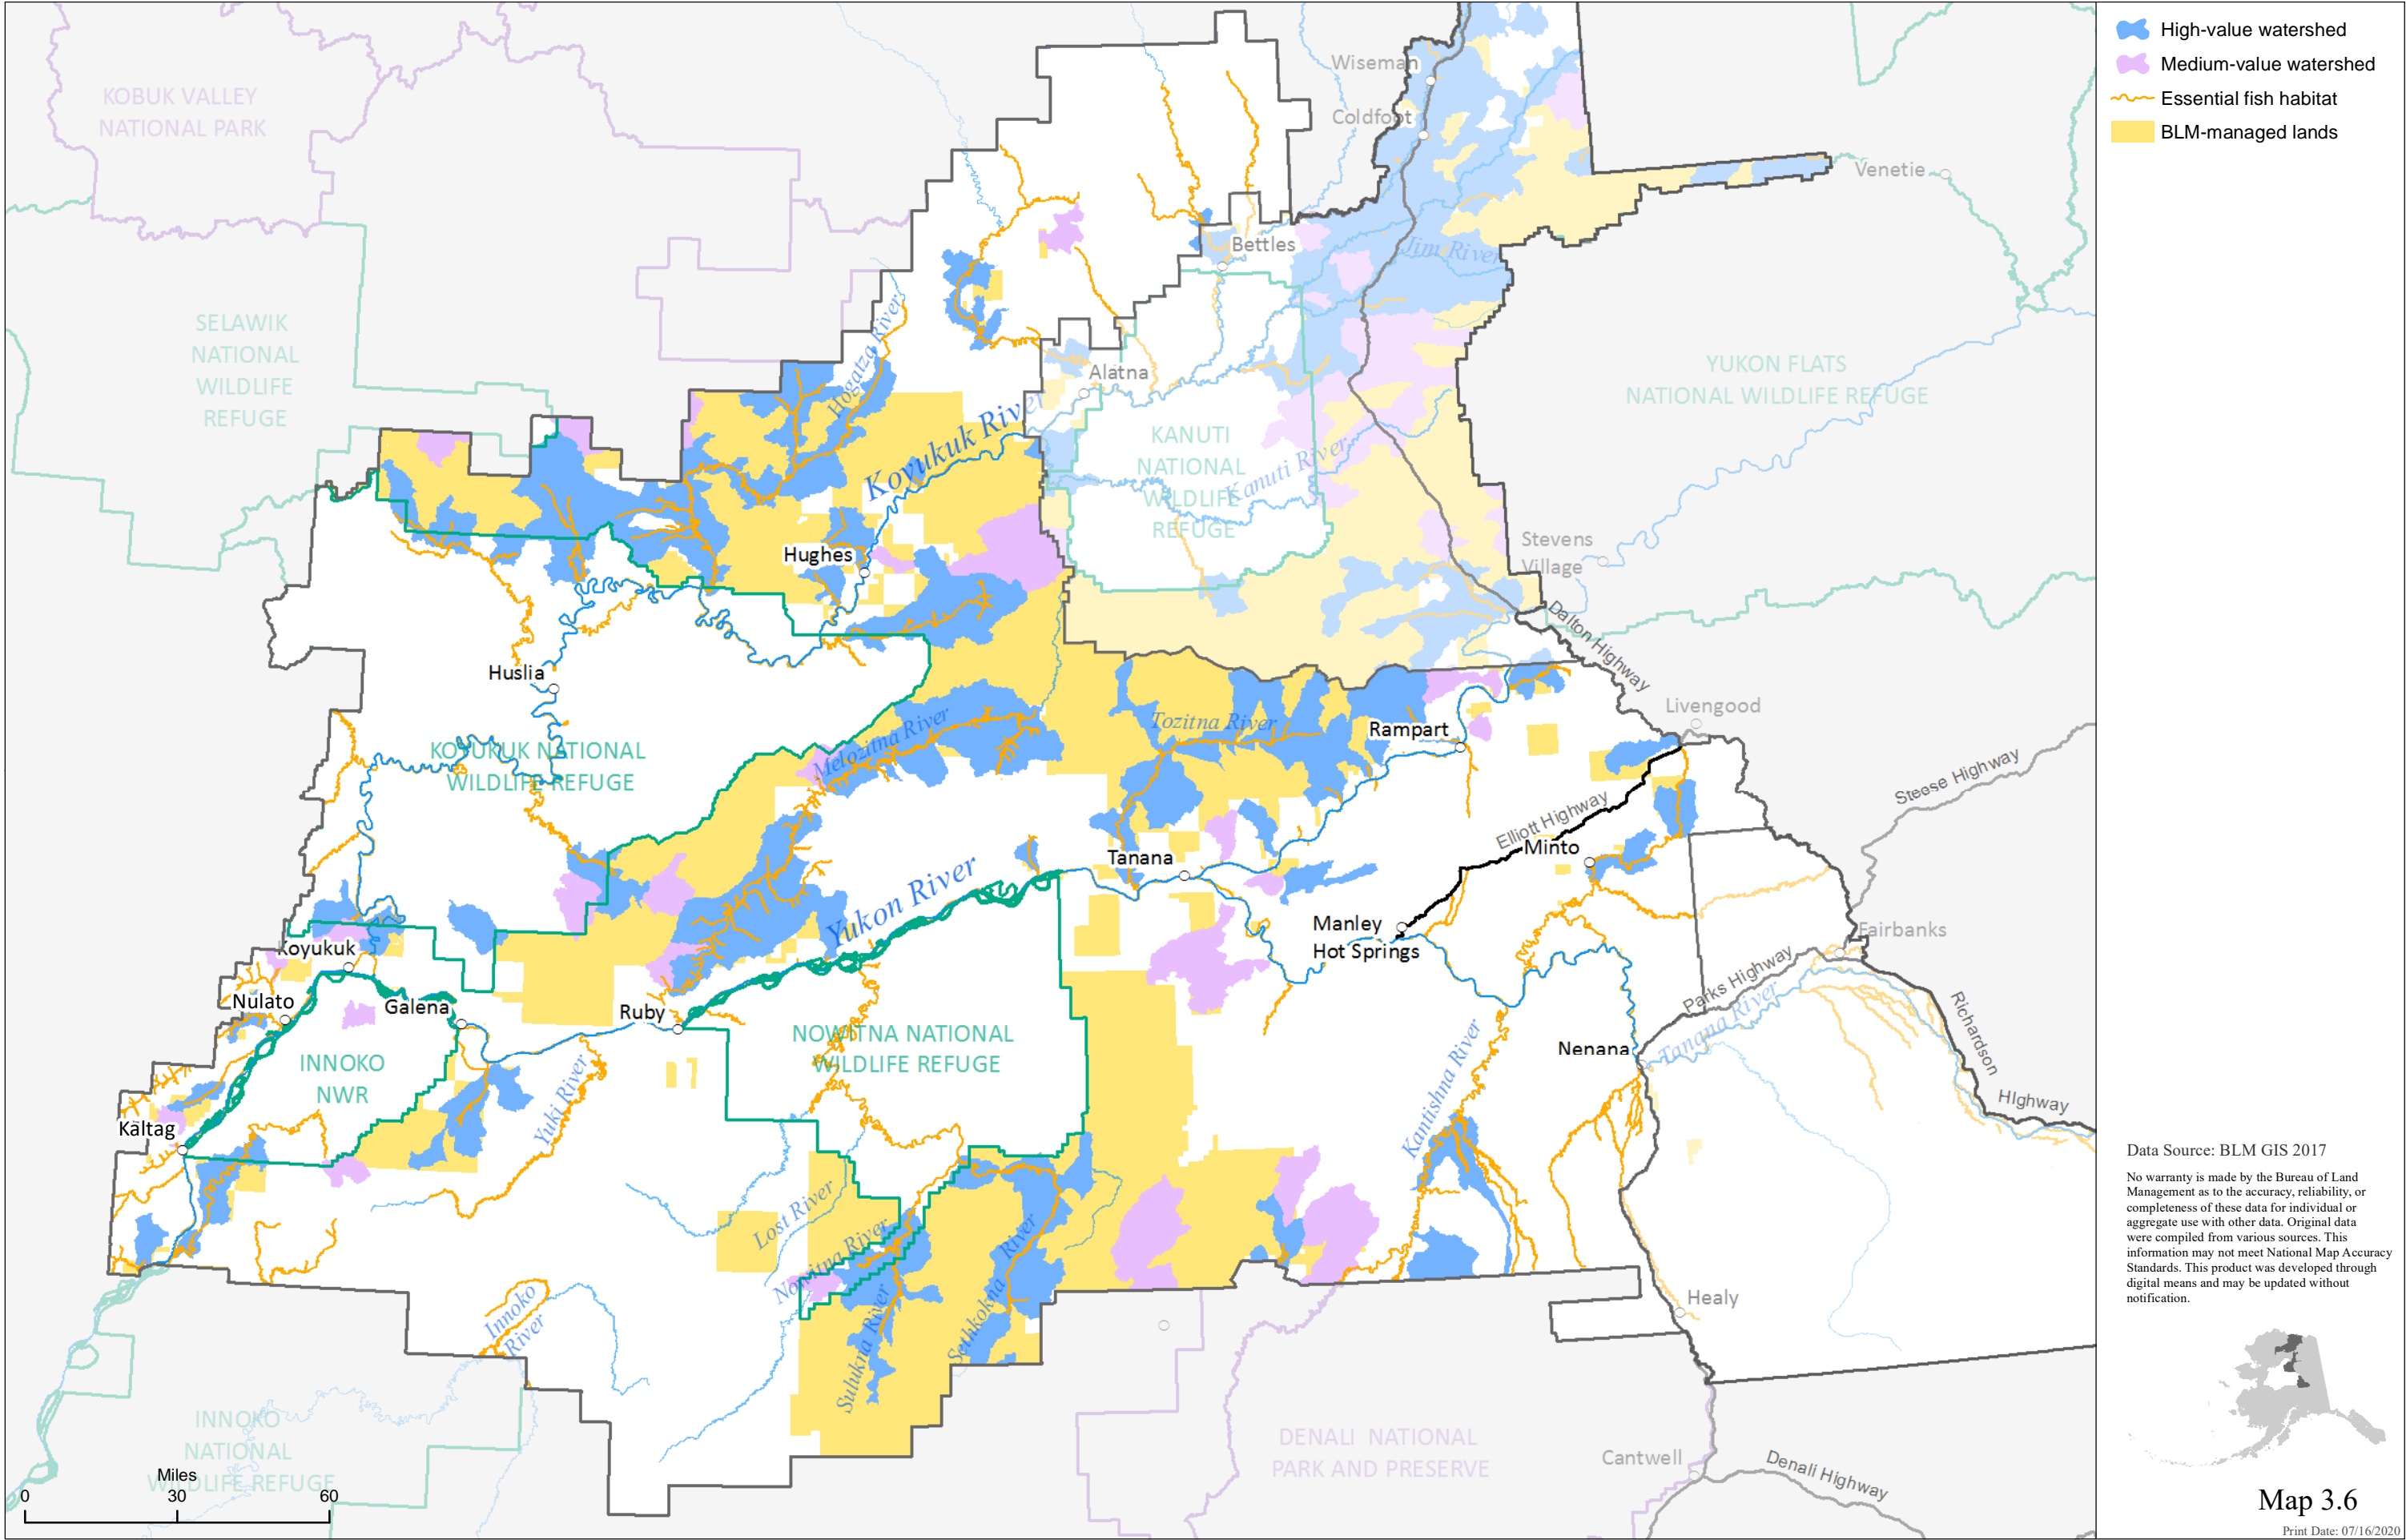 High-value watershed
Medium-value watershed
Essential fish habitat
BLM-managed lands
KOBUK VALLEY
NATIONAL PARK
Wiseman
Coldfoot
Venetie
Bettles
Jim River
SELAWIK
NATIONAL
WILDLIFE
REFUGE
Hogatza River
Alatna
YUKON FLATS
NATIONAL WILDLIFE REFUGE
Koyukuk River
KANUTI
NATIONAL
WILDLIFE
REFUGE
Kanuti River
Hughes
Stevens
Village
Dalton Highway
Huslia
Livengood
Melozitna River
Tozitna River
Rampart
KOYUKUK NATIONAL
WILDLIFE REFUGE
Steese Highway
Elliott Highway
Minto
Tanana
Yukon River
Manley
Hot Springs
Fairbanks
Koyukuk
Parks Highway
Nulato
Galena
Ruby
Tanana River
Richardson
HIghway
NOWITNA NATIONAL
WILDLIFE REFUGE
INNOKO
NWR
Nenana
Kantishna River
Yuki River
Kaltag
Lost River
Nowitna River
Sethkokna River
Sulukna River
Innoko
River
Healy
INNOKO
NATIONAL
WILDLIFE REFUGE
DENALI NATIONAL
PARK AND PRESERVE
Cantwell
Denali Highway
Miles
0 30 60
Data Source: BLM GIS 2017
No warranty is made by the Bureau of Land
Management as to the accuracy, reliability, or
completeness of these data for individual or
aggregate use with other data. Original data
were compiled from various sources. This
information may not meet National Map Accuracy
Standards. This product was developed through
digital means and may be updated without
notification.
Map 3.6
Print Date: 07/16/2020